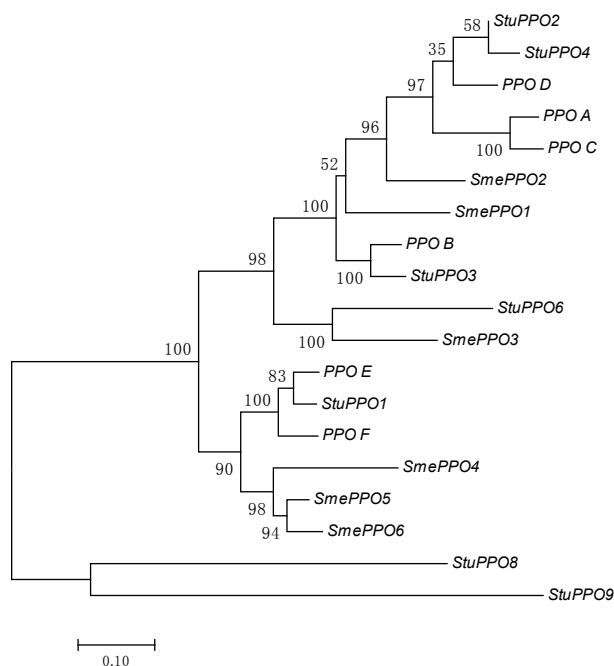 StuPPO2
58
StuPPO4
35
PPO D
97
PPO A
96
100
PPO C
SmePPO2
52
SmePPO1
100
PPO B
98
100
StuPPO3
StuPPO6
100
SmePPO3
100
PPO E
83
StuPPO1
100
PPO F
90
SmePPO4
98
SmePPO5
94
SmePPO6
StuPPO8
StuPPO9
0.10